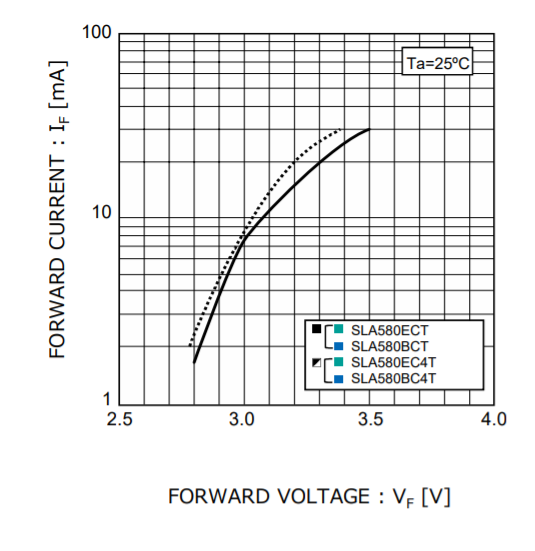 100
Ta=25°C
FORWARD CURRENT : IF [mA]
10
SLA580ECT
SLA580BCT
SLA580EC4T
SLA580BC4T
1
2.5 3.0 3.5 4.0
FORWARD VOLTAGE : VF [V]